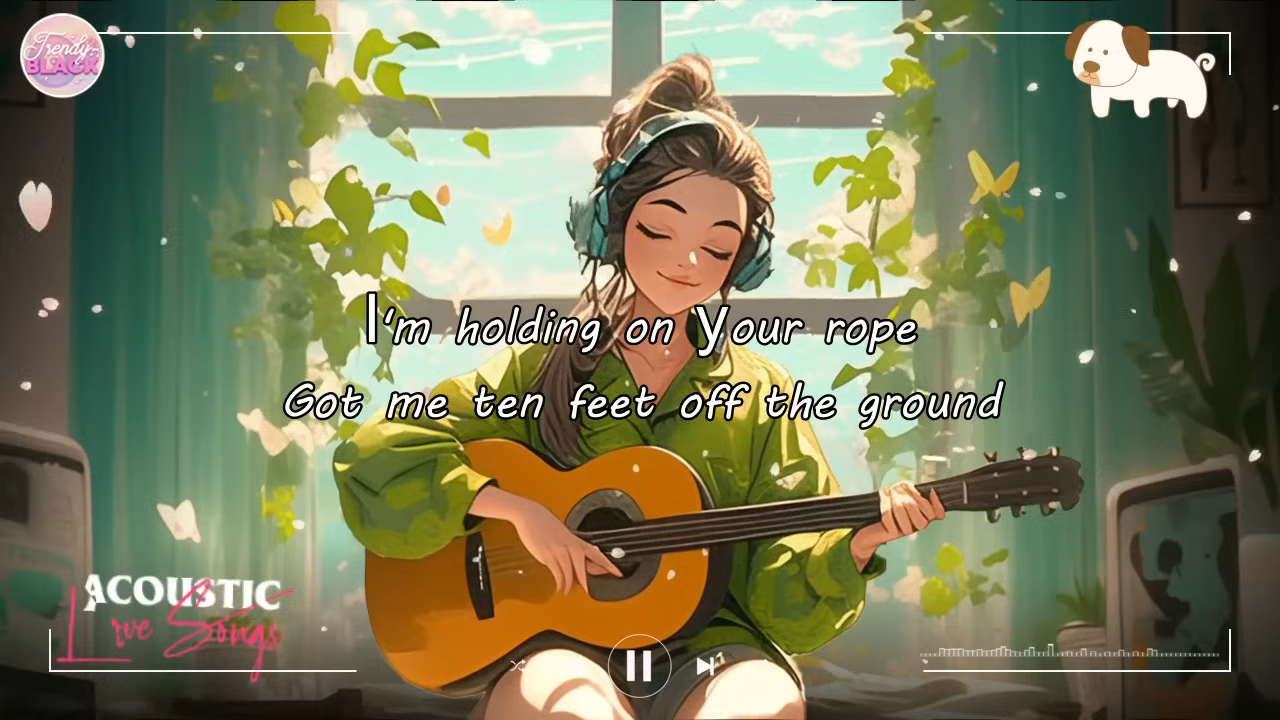 Trendy-
BLACK
I'm holding on your rope
Got me ten feet off the ground
ACOUSTIC
Love Songs